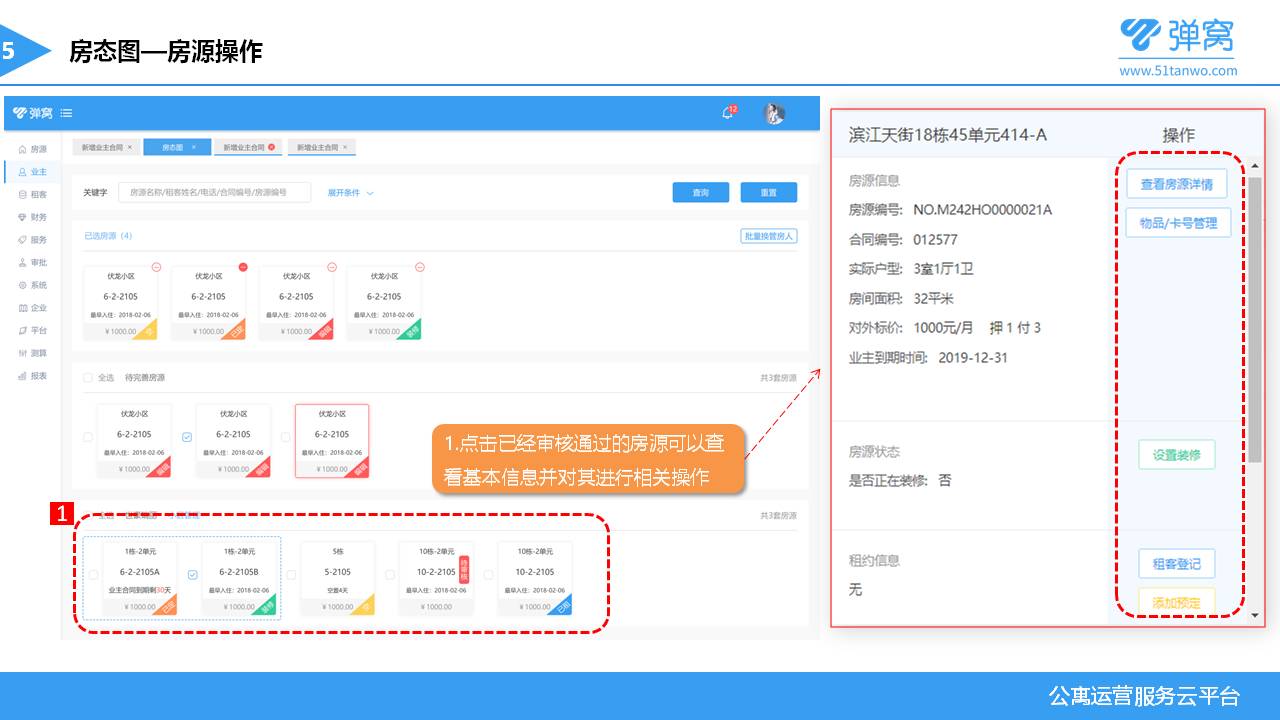 5
房态图—房源操作
弹窝
www.51tanwo.com
弹窝
12
房源
业主
租客
财务
服务
审批
系统
企业
平台
测算
报表
新增业主合同 ×
房态图 ×
新增业主合同
新增业主合同 ×
关键字
房源名称/租客姓名/电话/合同编号/房源编号
展开条件
查询
重置
已选房源（4）
批量换管房人
伏龙小区
6-2-2105
最早入住：2018-02-06
¥ 1000.00
伏龙小区
6-2-2105
最早入住：2018-02-06
¥ 1000.00
已定
伏龙小区
6-2-2105
最早入住：2018-02-06
¥ 1000.00
伏龙小区
6-2-2105
最早入住：2018-02-06
¥ 1000.00
装修
全选 待完善房源
共3套房源
伏龙小区
6-2-2105
最早入住：2018-02-06
¥ 1000.00
伏龙小区
6-2-2105
最早入住：2018-02-06
¥ 1000.00
伏龙小区
6-2-2105
最早入住：2018-02-06
¥ 1000.00
1.点击已经审核通过的房源可以查
看基本信息并对其进行相关操作
1
全选
共3套房源
1栋-2单元
6-2-2105A
业主合同到期剩30天
¥ 1000.00
已定
1栋-2单元
6-2-2105B
最早入住：2018-02-06
¥ 1000.00
装修
5栋
5-2105
空置4天
¥ 1000.00
10栋-2单元
10-2-2105
待审核
最早入住：2018-02-06
¥ 1000.00
10栋-2单元
10-2-2105
最早入住：2018-02-06
¥ 1000.00
已租
滨江天街18栋45单元414-A
操作
房源信息
房源编号: NO.M242HO0000021A
合同编号: 012577
实际户型: 3室1厅1卫
房间面积: 32平米
对外标价: 1000元/月 押 1 付 3
业主到期时间: 2019-12-31
查看房源详情
物品/卡号管理
房源状态
是否正在装修: 否
设置装修
租约信息
无
租客登记
添加预定
公寓运营服务云平台